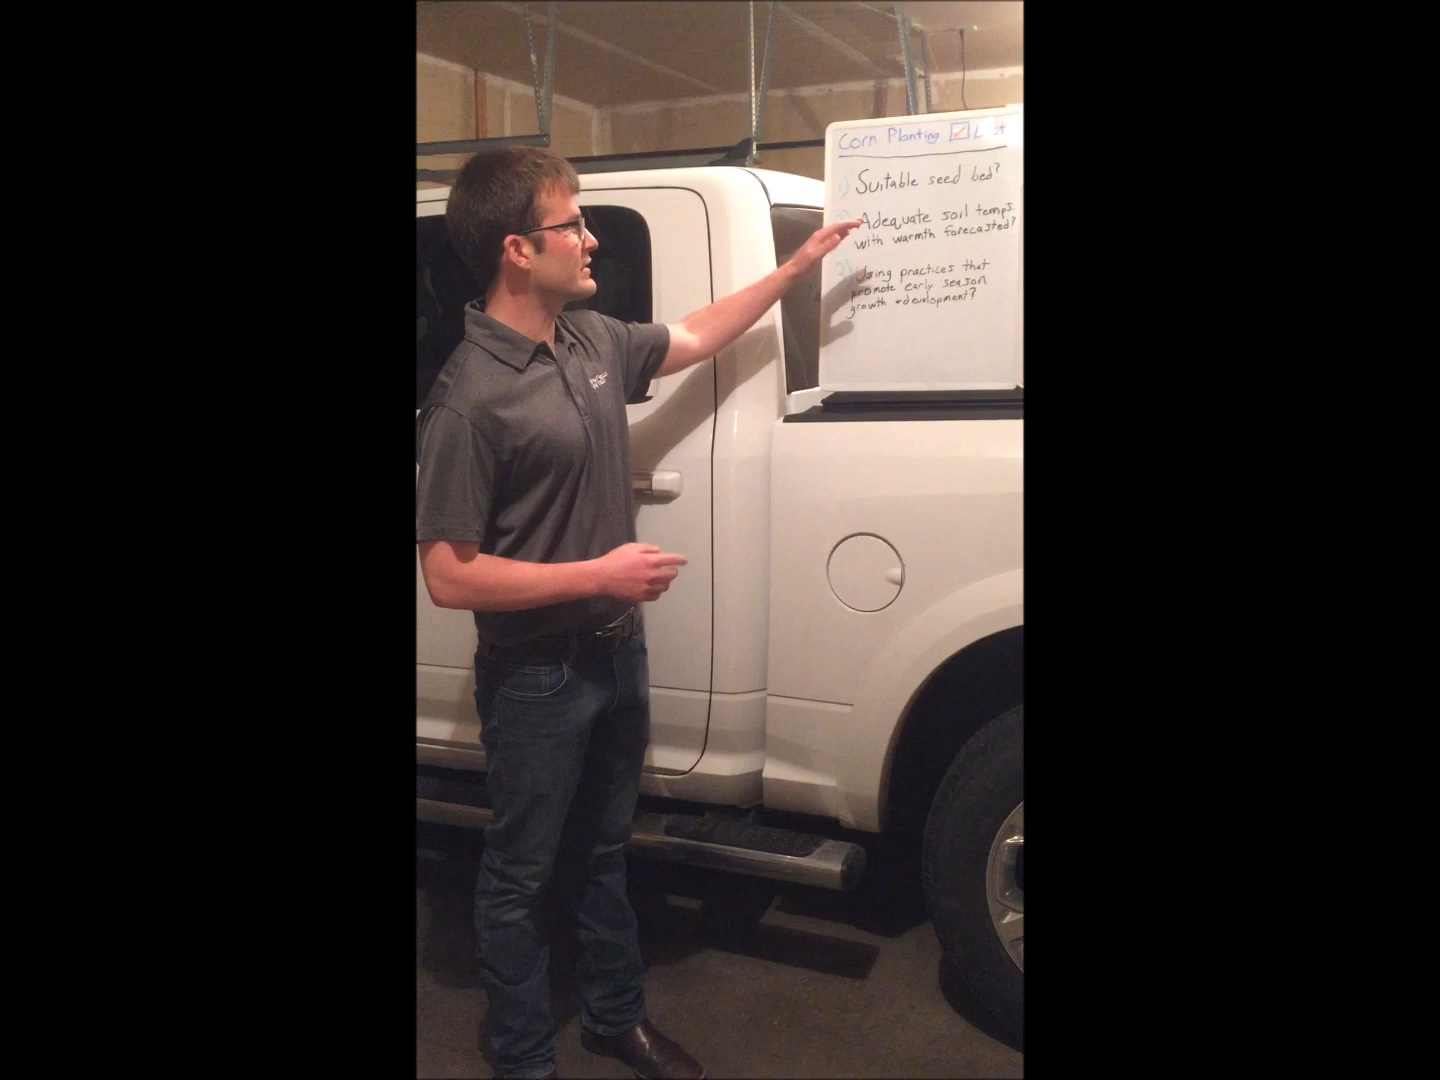 Corn Planting ☑ List
1) Suitable seed bed?
Adequate soil temps
with warmth forecasted?
3) Using practices that
promote early season
growth + development?